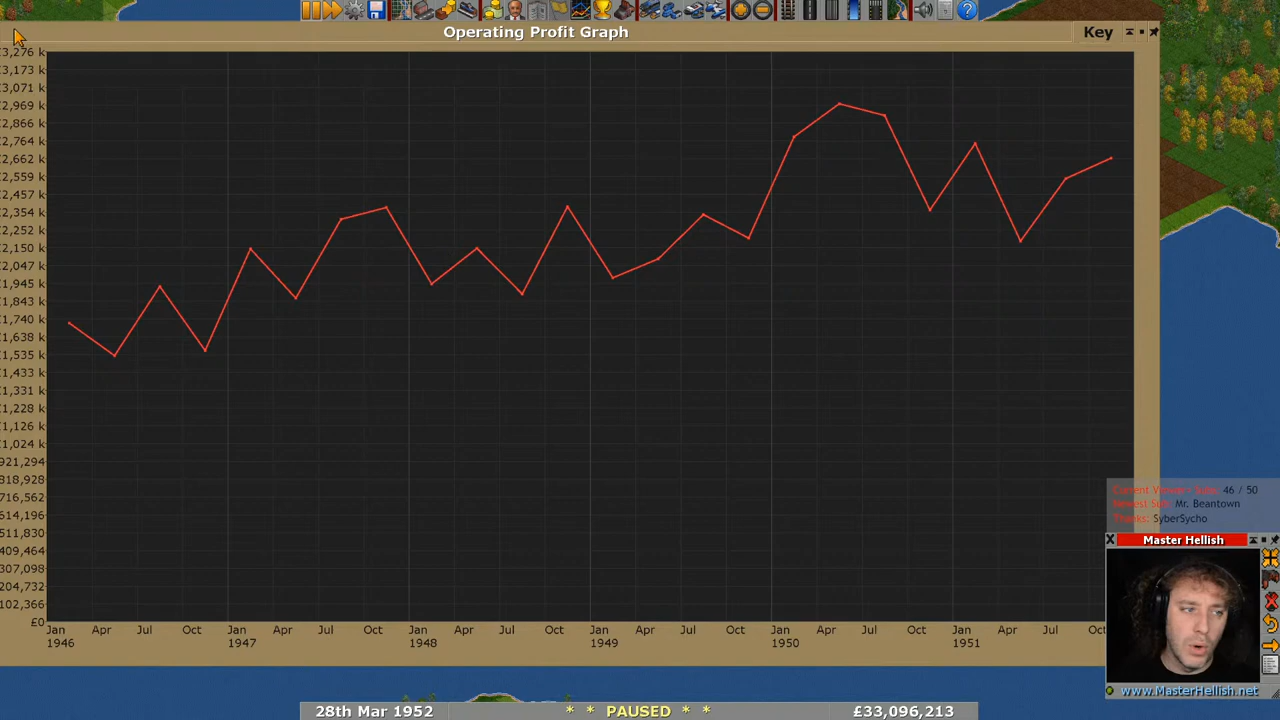 Operating Profit Graph
Key
£3,276 k
£3,173 k
£3,071 k
£2,969 k
£2,866 k
£2,764 k
£2,662 k
£2,559 k
£2,457 k
£2,354 k
£2,252 k
£2,150 k
£2,047 k
£1,945 k
£1,843 k
£1,740 k
£1,638 k
£1,535 k
£1,433 k
£1,331 k
£1,228 k
£1,126 k
£1,024 k
921,294
818,928
716,562
614,196
511,830
409,464
307,098
204,732
102,366
£0
Jan Apr Jul Oct Jan Apr Jul Oct Jan Apr Jul Oct Jan Apr Jul Oct Jan Apr Jul Oct Jan Apr Jul Oct
1946 1947 1948 1949 1950 1951
46 / 50
Newest Sub: Mr. Beantown
Thanks: SyberSycho
X Master Hellish
www.MasterHellish.net
28th Mar 1952 * * PAUSED * * £33,096,213